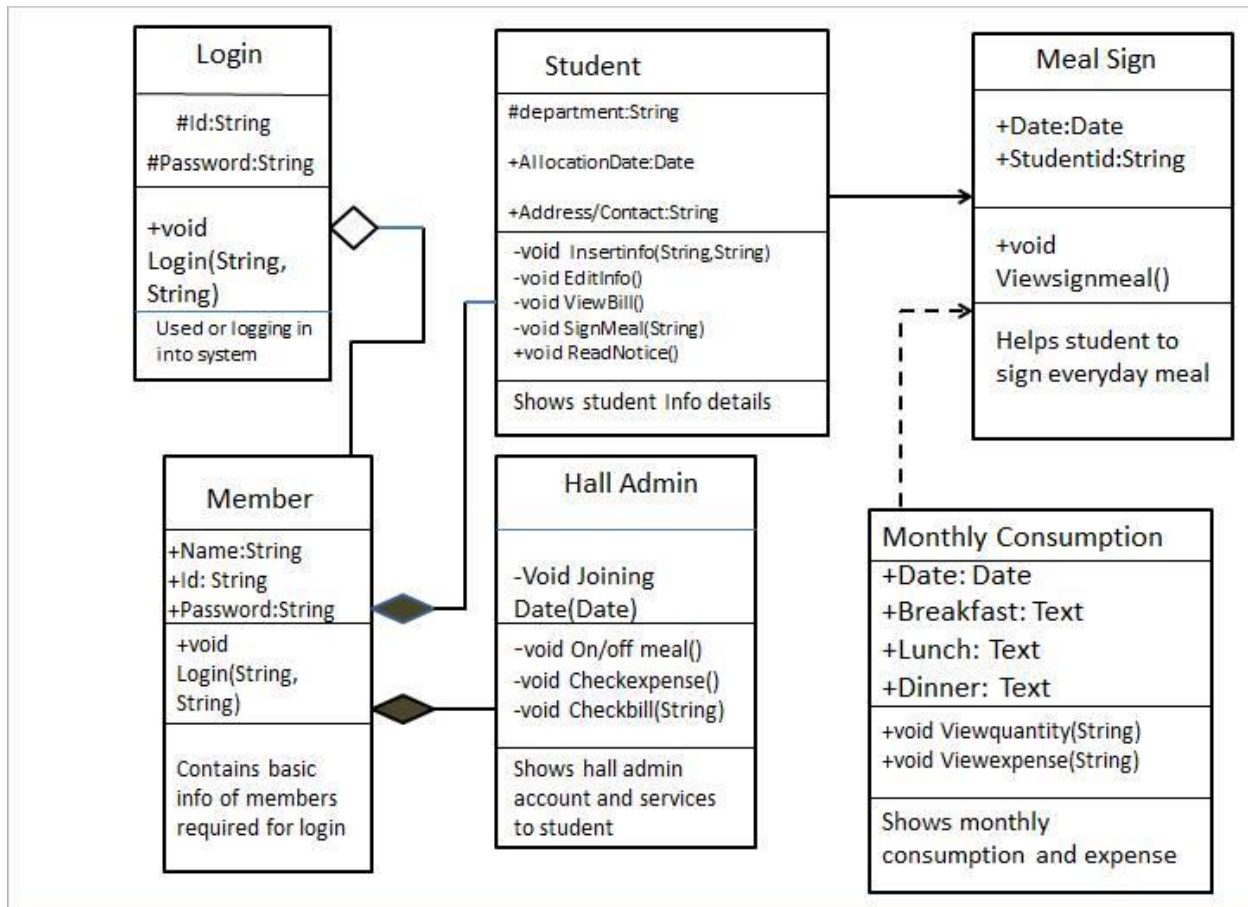 Login
#Id:String
#Password:String
+void
Login(String,
String)
Used or logging in
into system
Student
#department:String
+AllocationDate:Date
+Address/Contact:String
-void Insertinfo(String,String)
-void EditInfo()
-void ViewBill()
-void SignMeal(String)
+void ReadNotice()
Shows student Info details
Meal Sign
+Date:Date
+Studentid:String
+void
Viewsignmeal()
Helps student to
sign everyday meal
Member
+Name:String
+Id: String
+Password:String
+void
Login(String,
String)
Contains basic
info of members
required for login
Hall Admin
-Void Joining
Date(Date)
-void On/off meal()
-void Checkexpense()
-void Checkbill(String)
Shows hall admin
account and services
to student
Monthly Consumption
+Date: Date
+Breakfast: Text
+Lunch: Text
+Dinner: Text
+void Viewquantity(String)
+void Viewexpense(String)
Shows monthly
consumption and expense